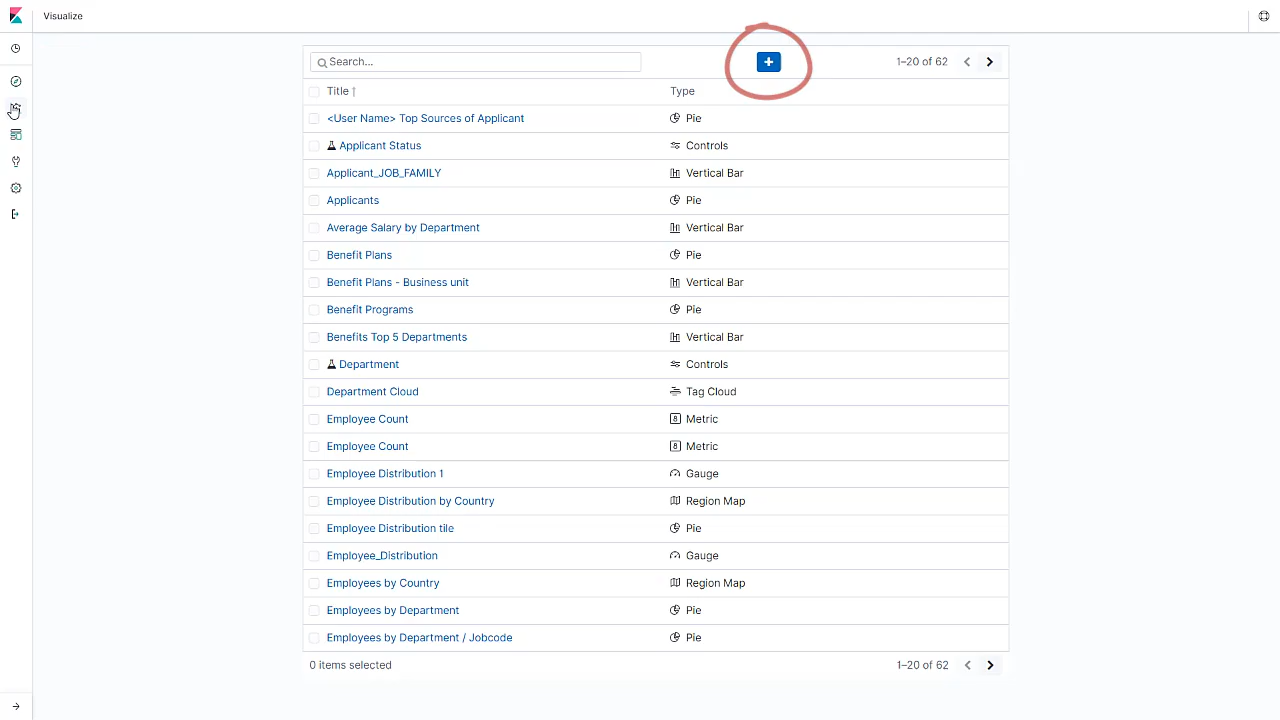 Visualize
Search...
1–20 of 62
Title Type
<User Name> Top Sources of Applicant Pie
Applicant Status Controls
Applicant_JOB_FAMILY Vertical Bar
Applicants Pie
Average Salary by Department Vertical Bar
Benefit Plans Pie
Benefit Plans - Business unit Vertical Bar
Benefit Programs Pie
Benefits Top 5 Departments Vertical Bar
Department Controls
Department Cloud Tag Cloud
Employee Count Metric
Employee Count Metric
Employee Distribution 1 Gauge
Employee Distribution by Country Region Map
Employee Distribution tile Pie
Employee_Distribution Gauge
Employees by Country Region Map
Employees by Department Pie
Employees by Department / Jobcode Pie
0 items selected 1–20 of 62